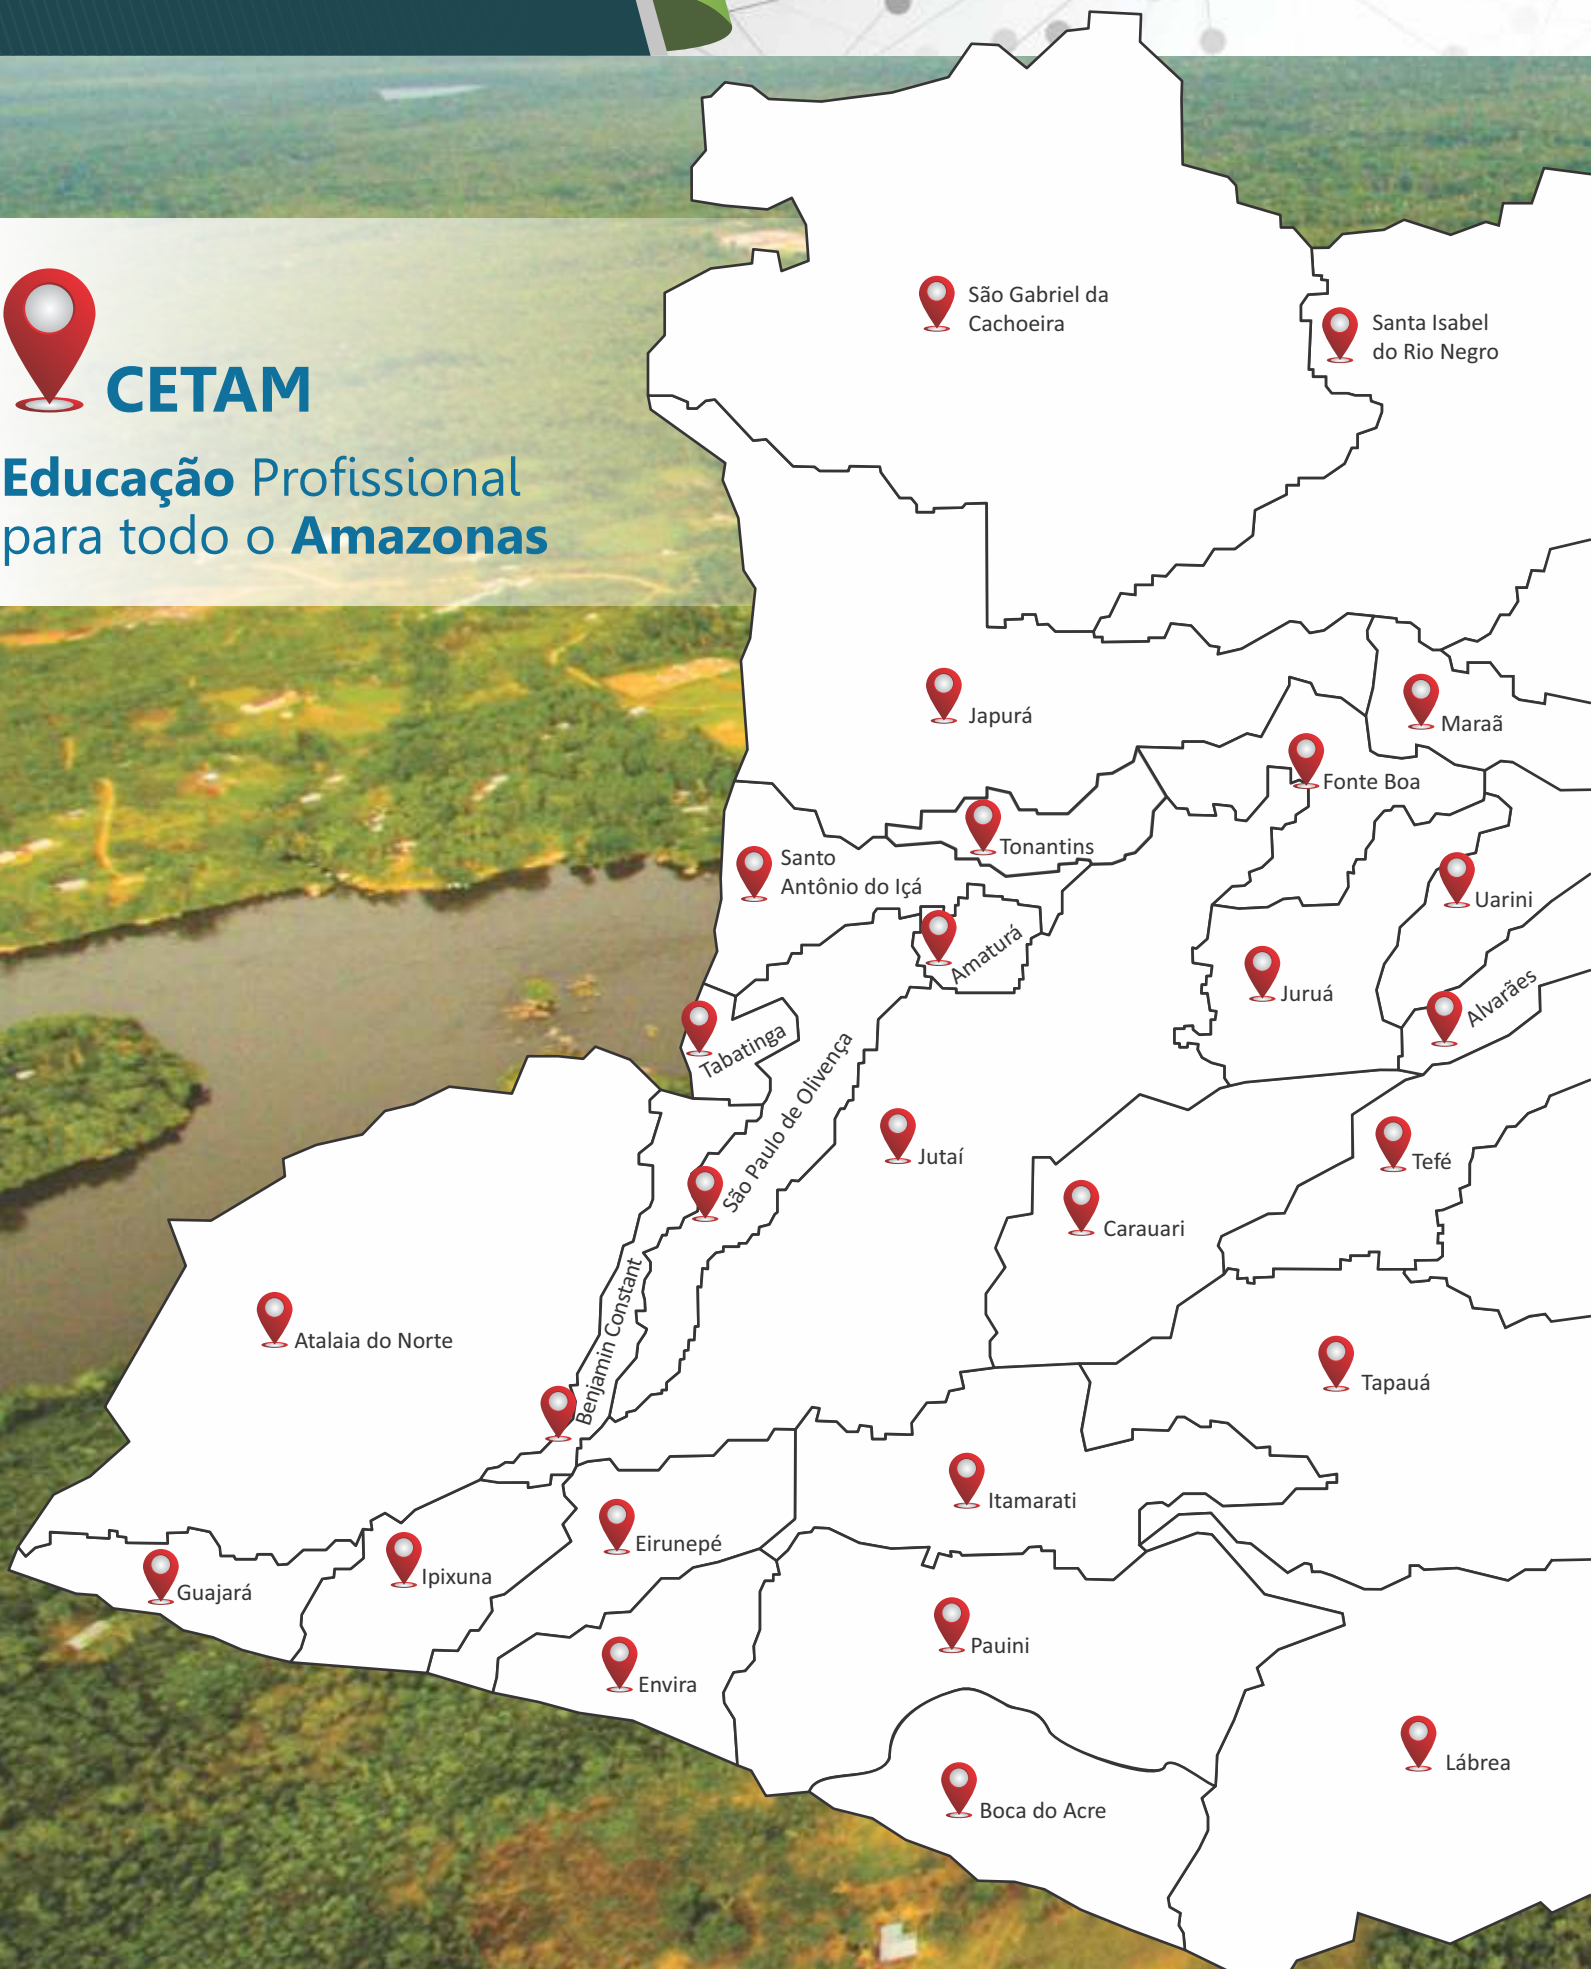 CETAM
Educação Profissional
para todo o Amazonas
São Gabriel da
Cachoeira
Santa Isabel
do Rio Negro
Japurá
Maraã
Fonte Boa
Tonantins
Santo
Antônio do Içá
Uarini
Amaturá
Juruá
Alvarães
Tabatinga
São Paulo de Olivença
Jutaí
Tefé
Carauari
Benjamin Constant
Atalaia do Norte
Tapauá
Itamarati
Eirunepé
Ipixuna
Guajará
Pauini
Envira
Lábrea
Boca do Acre